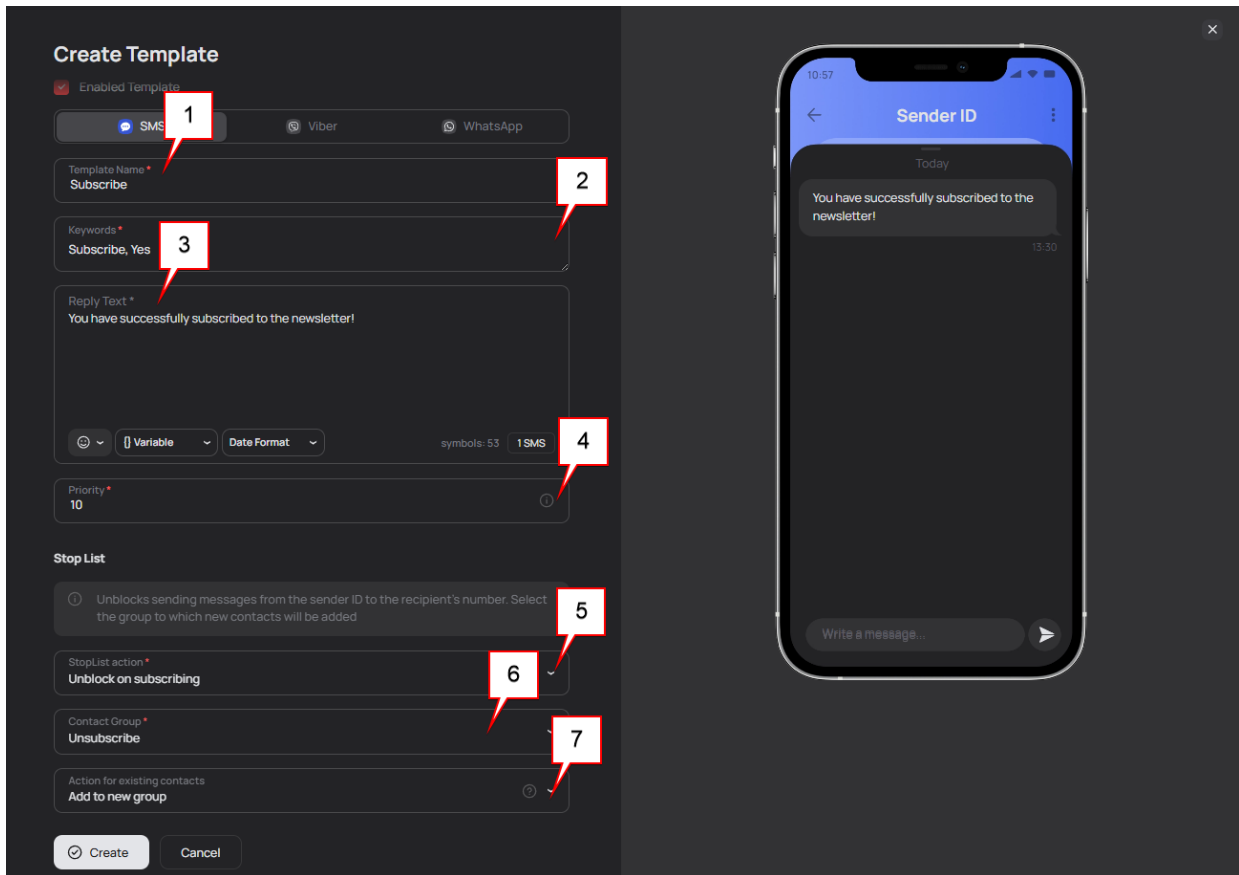 Create Template
Enabled Template
SMS
Viber
WhatsApp
1
Template Name *
Subscribe
2
Keywords *
Subscribe, Yes
3
Reply Text *
You have successfully subscribed to the newsletter!
{} Variable
Date Format
symbols: 53
1 SMS
4
Priority *
10
Stop List
Unblocks sending messages from the sender ID to the recipient's number. Select
the group to which new contacts will be added
5
StopList action *
Unblock on subscribing
6
Contact Group *
Unsubscribe
7
Action for existing contacts
Add to new group
Create
Cancel
10:57
Sender ID
Today
You have successfully subscribed to the
newsletter!
13:30
Write a message...